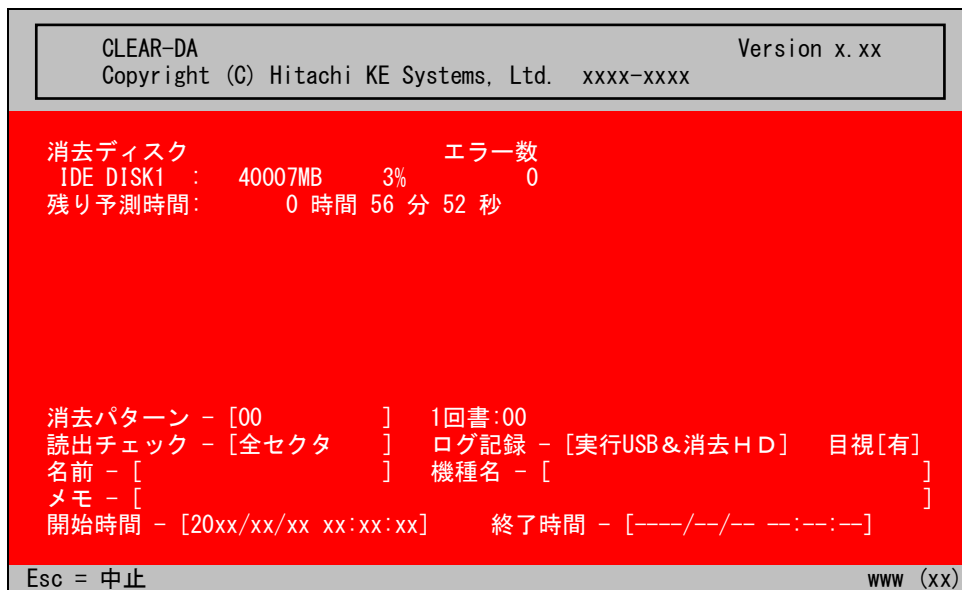 CLEAR-DA Version x.xx
Copyright (C) Hitachi KE Systems, Ltd. xxxx-xxxx
消去ディスク エラー数
IDE DISK1 : 40007MB 3% 0
残り予測時間: 0 時間 56 分 52 秒
消去パターン - [00 ] 1回書:00
読出チェック - [全セクタ ] ログ記録 - [実行USB&消去HD] 目視[有]
名前 - [ ] 機種名 - [ ]
メモ - [ ]
開始時間 - [20xx/xx/xx xx:xx:xx] 終了時間 - [----/--/-- --:--:--]
Esc = 中止 www (xx)